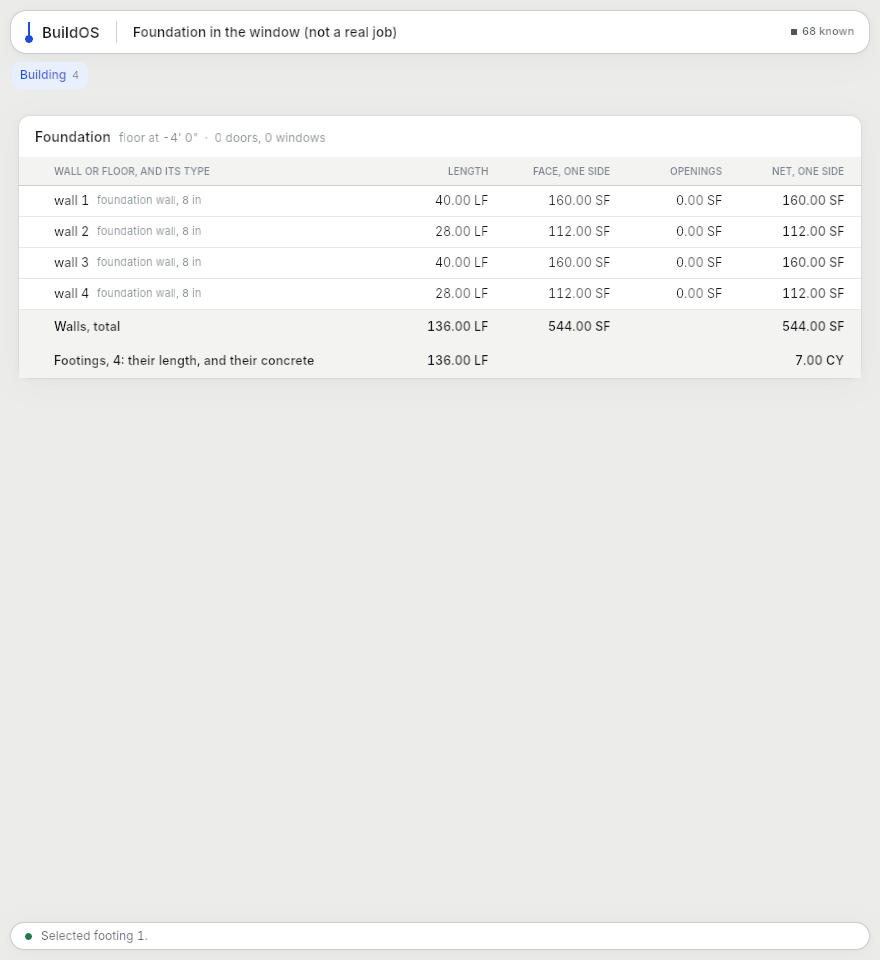 BuildOS Foundation in the window (not a real job) 68 known
Building 4
Foundation floor at -4' 0" · 0 doors, 0 windows
WALL OR FLOOR, AND ITS TYPE LENGTH FACE, ONE SIDE OPENINGS NET, ONE SIDE
wall 1 foundation wall, 8 in 40.00 LF 160.00 SF 0.00 SF 160.00 SF
wall 2 foundation wall, 8 in 28.00 LF 112.00 SF 0.00 SF 112.00 SF
wall 3 foundation wall, 8 in 40.00 LF 160.00 SF 0.00 SF 160.00 SF
wall 4 foundation wall, 8 in 28.00 LF 112.00 SF 0.00 SF 112.00 SF
Walls, total 136.00 LF 544.00 SF 544.00 SF
Footings, 4: their length, and their concrete 136.00 LF 7.00 CY
Selected footing 1.